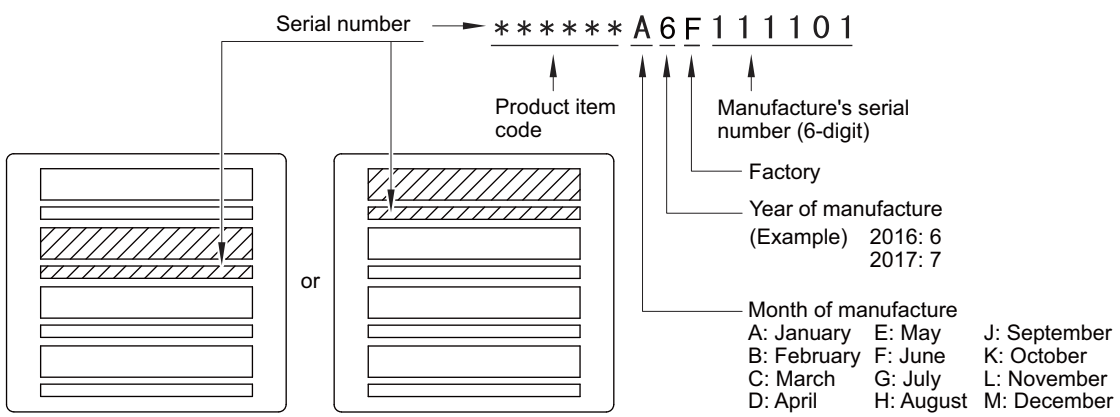 Serial number
******A6F111101
Product item
code
Manufacture's serial
number (6-digit)
Factory
Year of manufacture
(Example) 2016: 6
2017: 7
or
Month of manufacture
A: January E: May J: September
B: February F: June K: October
C: March G: July L: November
D: April H: August M: December